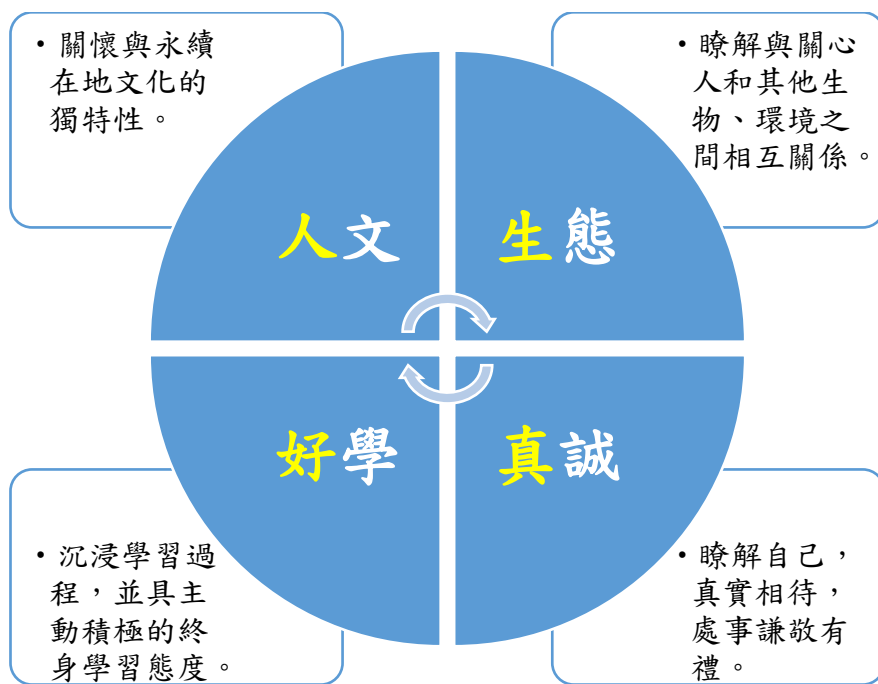 • 關懷與永續
在地文化的
獨特性。
• 瞭解與關心
人和其他生
物、環境之
間相互關係。
人文
生態
好學
真誠
• 沉浸學習過
程，並具主
動積極的終
身學習態度。
• 瞭解自己，
真實相待，
處事謙敬有
禮。